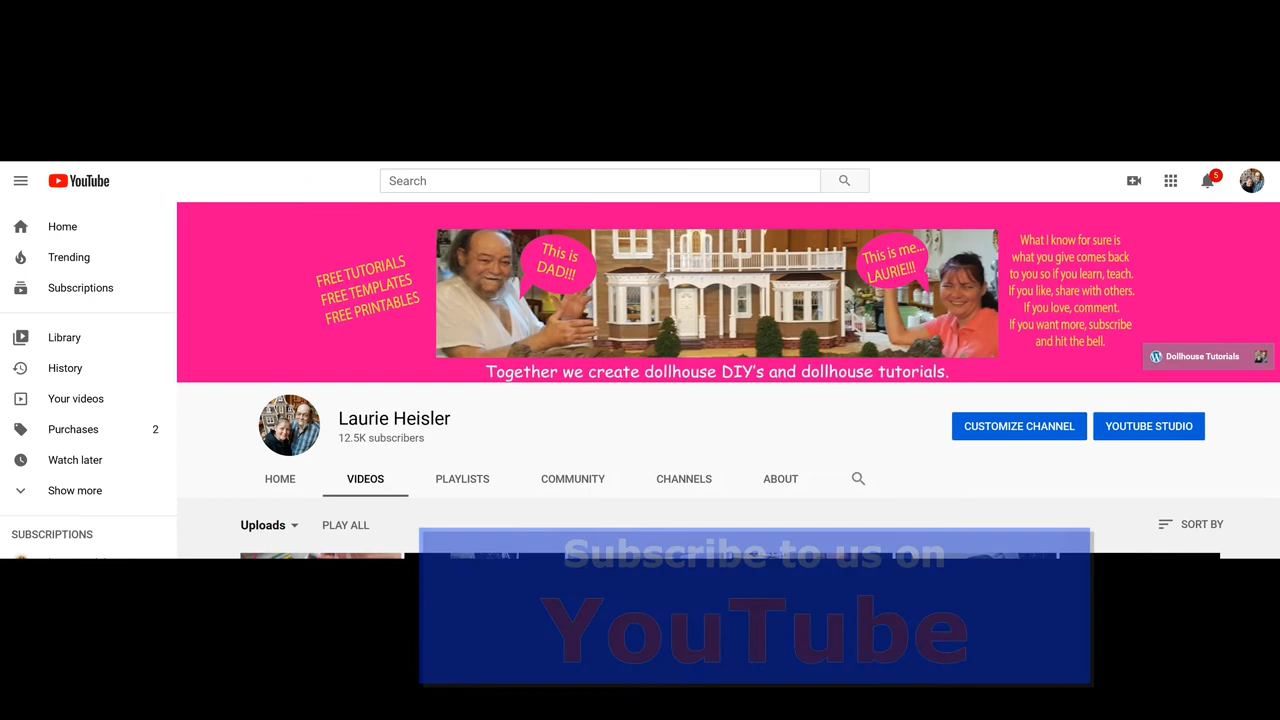 YouTube
Search
5
Home
Trending
Subscriptions
Library
History
Your videos
Purchases 2
Watch later
Show more
SUBSCRIPTIONS
FREE TUTORIALS
FREE TEMPLATES
FREE PRINTABLES
This is
DAD!!!
This is me...
LAURIE!!!
What I know for sure is
what you give comes back
to you so if you learn, teach.
If you like, share with others.
If you love, comment.
If you want more, subscribe
and hit the bell.
Dollhouse Tutorials
Together we create dollhouse DIY's and dollhouse tutorials.
Laurie Heisler
12.5K subscribers
CUSTOMIZE CHANNEL
YOUTUBE STUDIO
HOME VIDEOS PLAYLISTS COMMUNITY CHANNELS ABOUT
Uploads PLAY ALL SORT BY
Subscribe to us on
YouTube